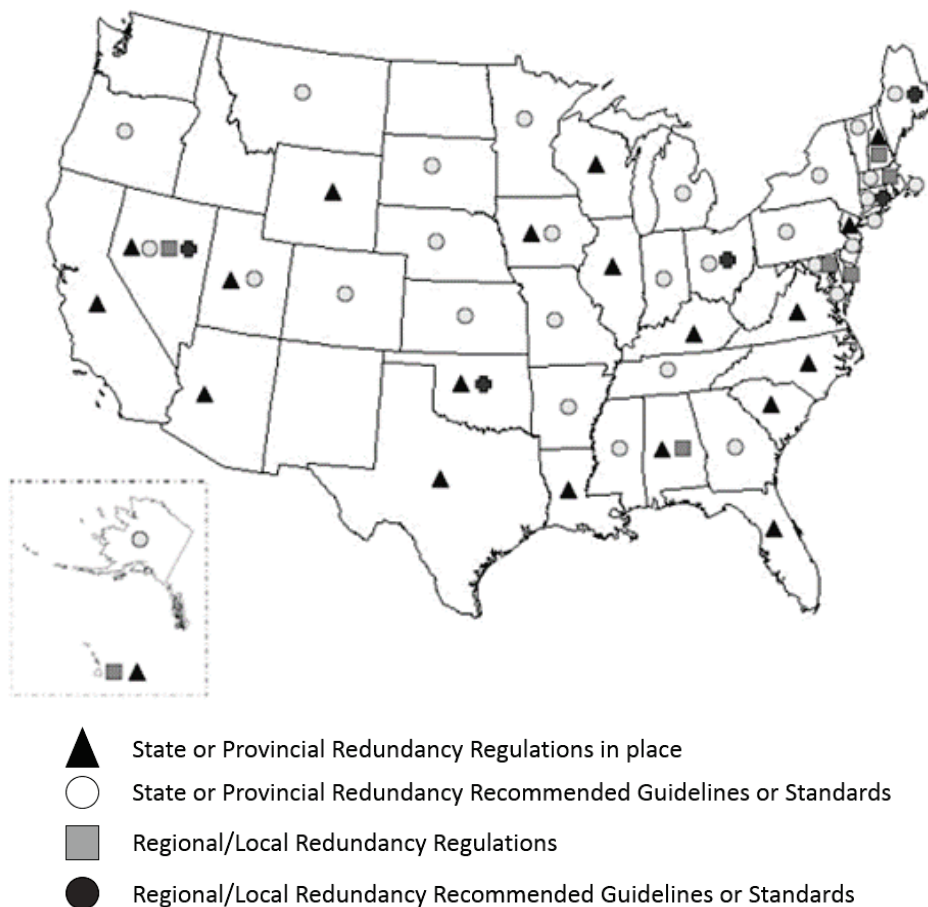 State or Provincial Redundancy Regulations in place
State or Provincial Redundancy Recommended Guidelines or Standards
Regional/Local Redundancy Regulations
Regional/Local Redundancy Recommended Guidelines or Standards